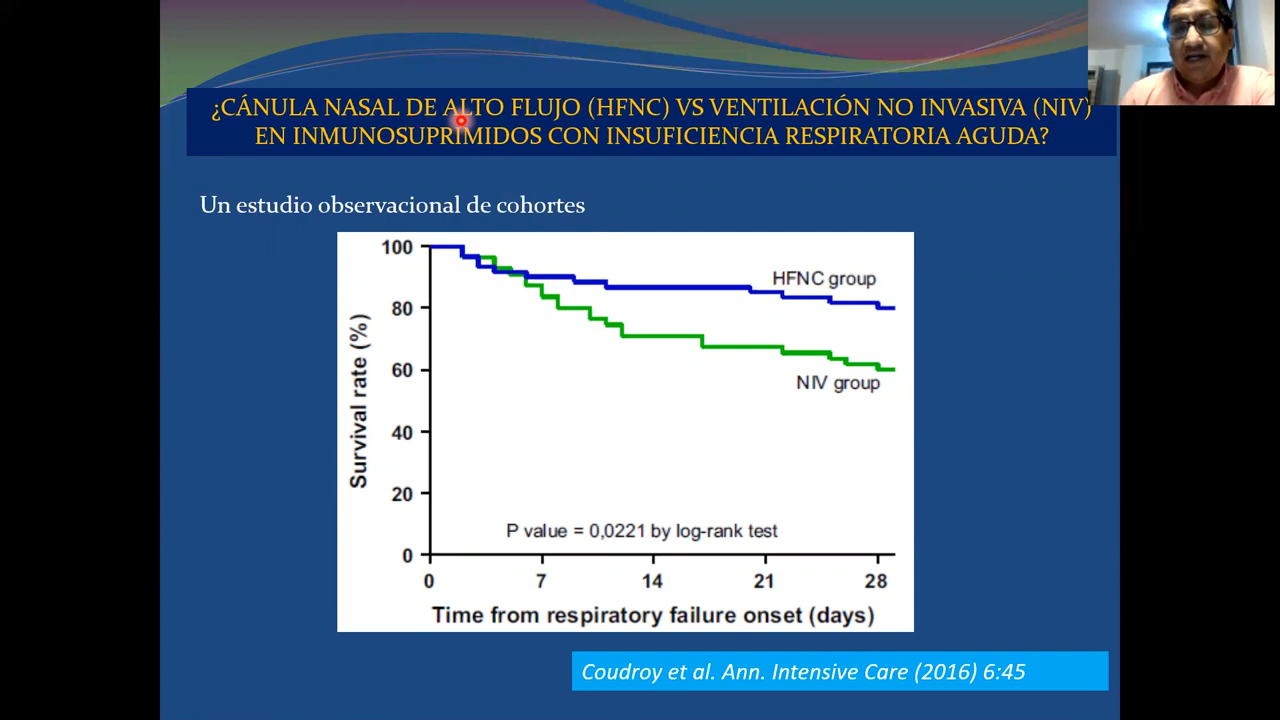 ¿CÁNULA NASAL DE ALTO FLUJO (HFNC) VS VENTILACIÓN NO INVASIVA (NIV)
EN INMUNOSUPRIMIDOS CON INSUFICIENCIA RESPIRATORIA AGUDA?
Un estudio observacional de cohortes
Survival rate (%)
100
80
60
40
20
0
HFNC group
NIV group
P value = 0,0221 by log-rank test
0 7 14 21 28
Time from respiratory failure onset (days)
Coudroy et al. Ann. Intensive Care (2016) 6:45